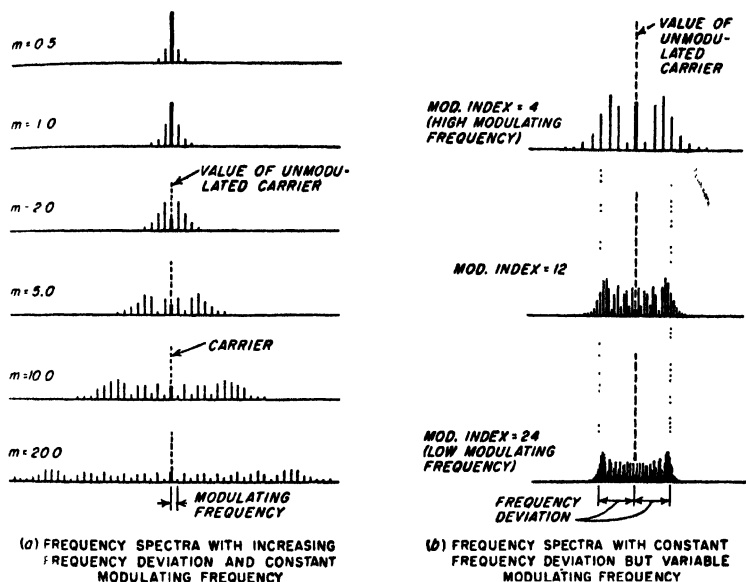 m = 0.5
m = 1.0
VALUE OF UNMODU-
LATED CARRIER
m - 2.0
m = 5.0
CARRIER
m = 10.0
m = 20.0
MODULATING
FREQUENCY
(a) FREQUENCY SPECTRA WITH INCREASING
FREQUENCY DEVIATION AND CONSTANT
MODULATING FREQUENCY
VALUE OF
UNMODU-
LATED
CARRIER
MOD. INDEX = 4
(HIGH MODULATING
FREQUENCY)
MOD. INDEX = 12
MOD. INDEX = 24
(LOW MODULATING
FREQUENCY)
FREQUENCY
DEVIATION
(b) FREQUENCY SPECTRA WITH CONSTANT
FREQUENCY DEVIATION BUT VARIABLE
MODULATING FREQUENCY